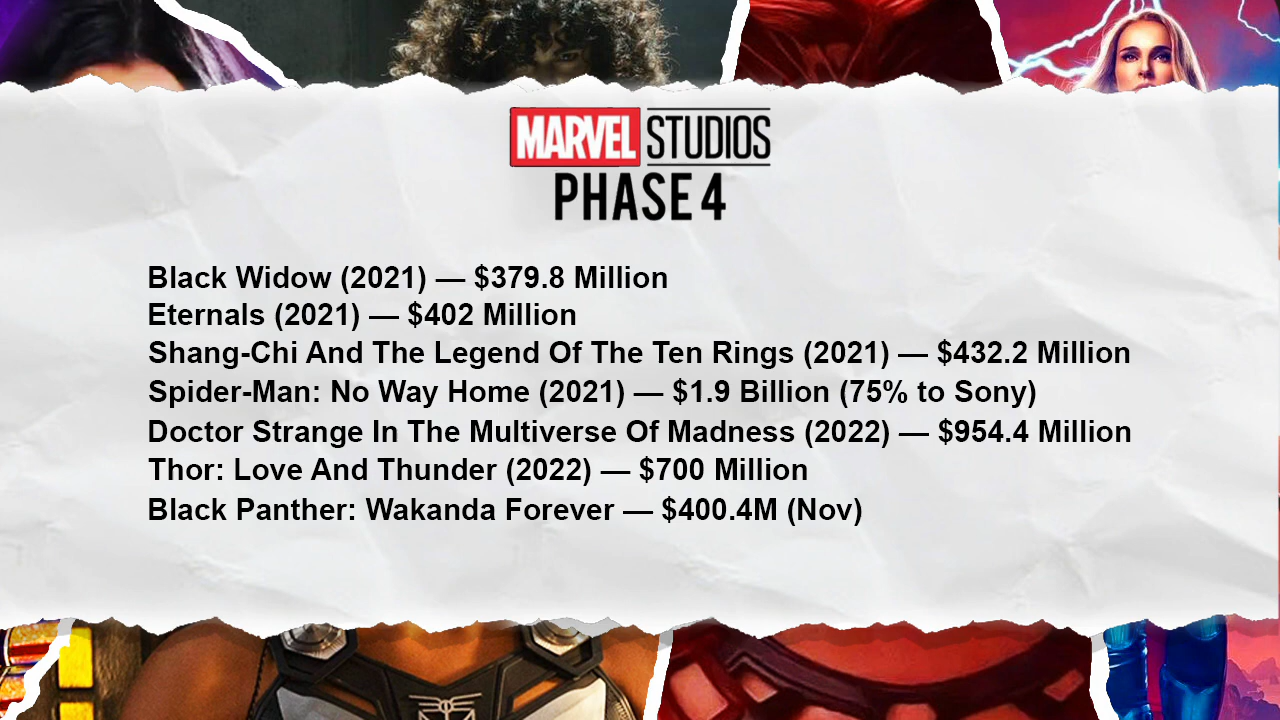 MARVEL STUDIOS
PHASE 4
Black Widow (2021) — $379.8 Million
Eternals (2021) — $402 Million
Shang-Chi And The Legend Of The Ten Rings (2021) — $432.2 Million
Spider-Man: No Way Home (2021) — $1.9 Billion (75% to Sony)
Doctor Strange In The Multiverse Of Madness (2022) — $954.4 Million
Thor: Love And Thunder (2022) — $700 Million
Black Panther: Wakanda Forever — $400.4M (Nov)